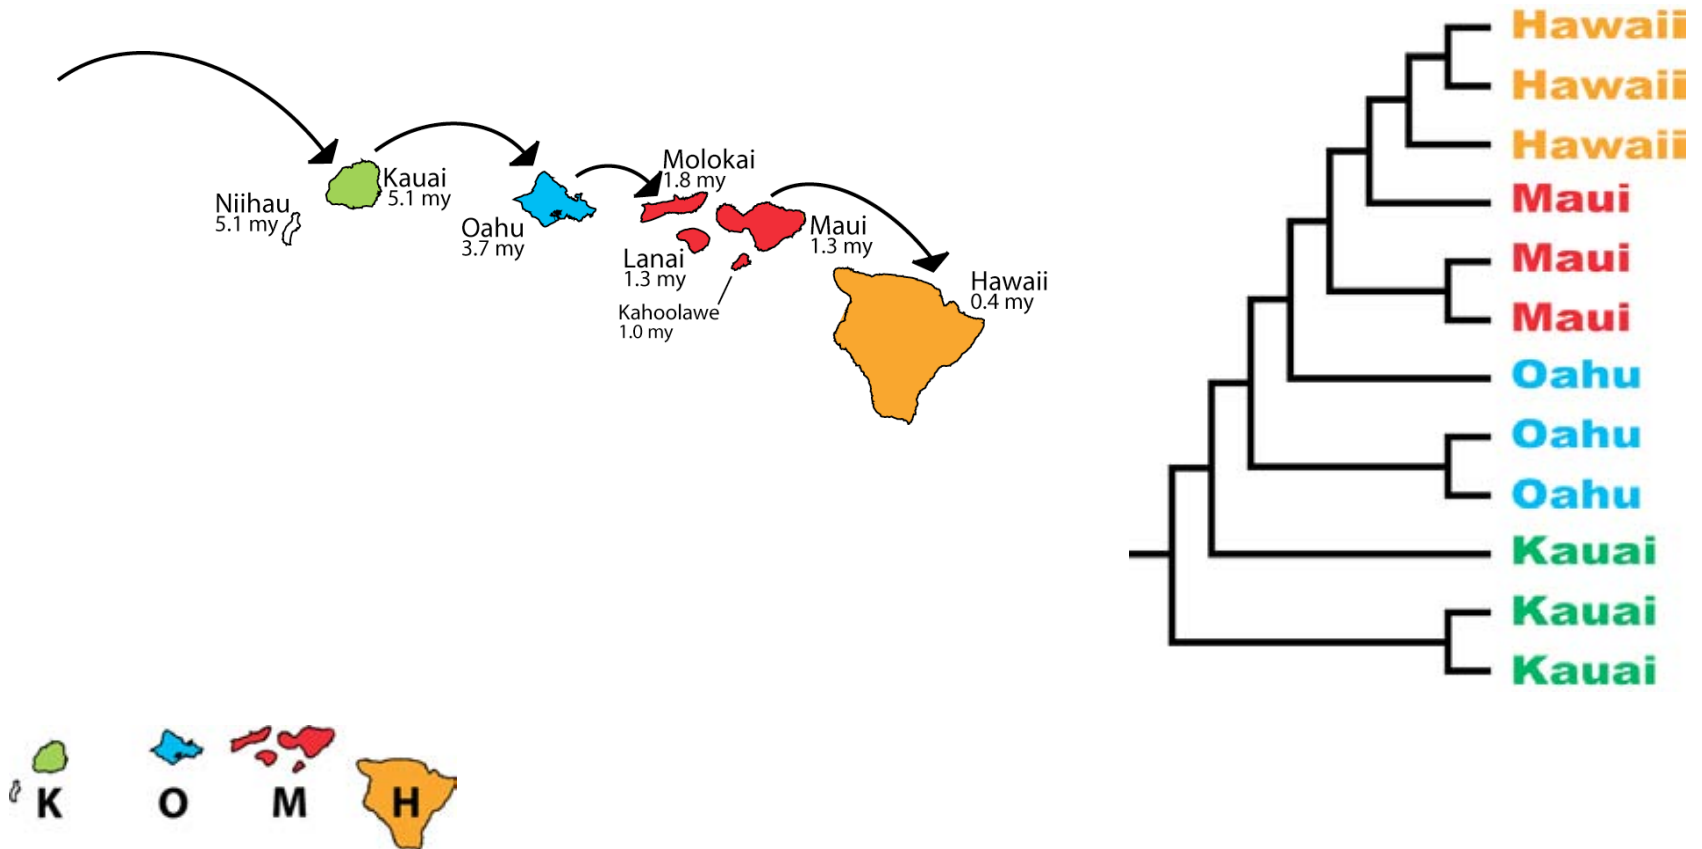 Niihau
5.1 my
Kauai
5.1 my
Oahu
3.7 my
Molokai
1.8 my
Lanai
1.3 my
Kahoolawe
1.0 my
Maui
1.3 my
Hawaii
0.4 my
Hawaii
Hawaii
Hawaii
Maui
Maui
Maui
Oahu
Oahu
Oahu
Kauai
Kauai
Kauai
K O M H